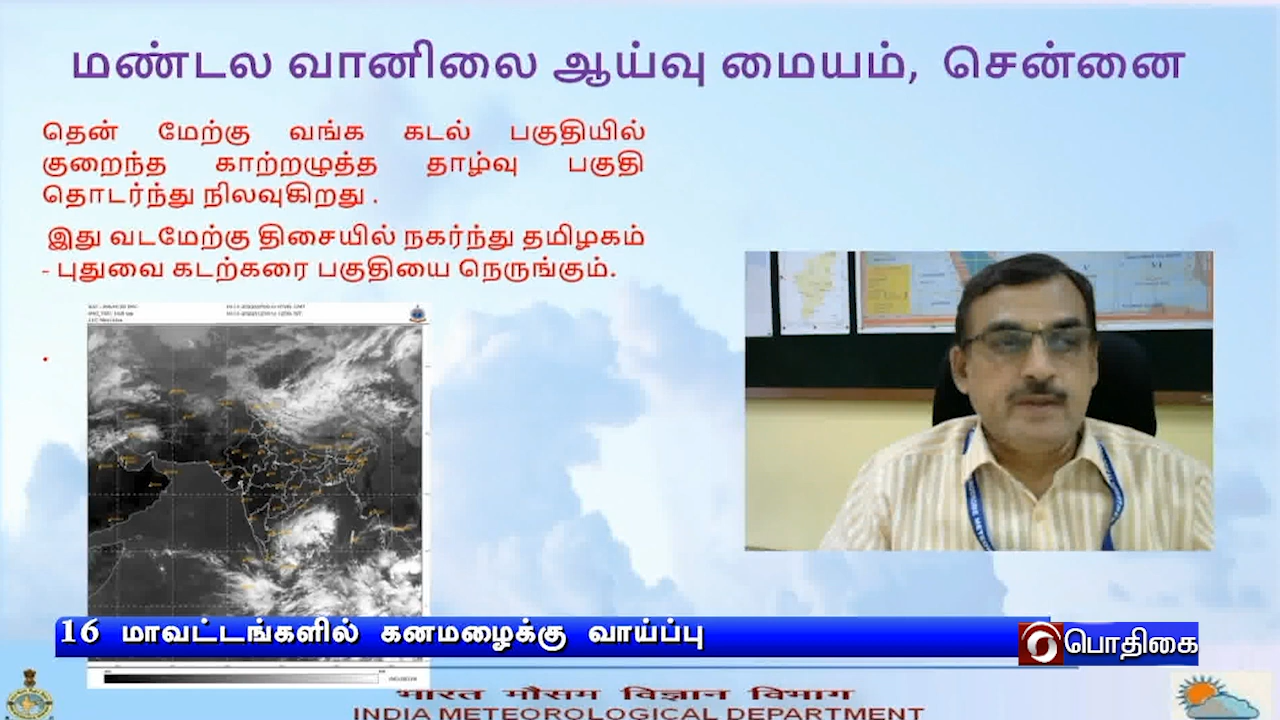 மண்டல வானிலை ஆய்வு மையம், சென்னை
தென் மேற்கு வங்க கடல் பகுதியில்
குறைந்த காற்றழுத்த தாழ்வு பகுதி
தொடர்ந்து நிலவுகிறது .
இது வடமேற்கு திசையில் நகர்ந்து தமிழகம்
- புதுவை கடற்கரை பகுதியை நெருங்கும்.
16 மாவட்டங்களில் கனமழைக்கு வாய்ப்பு
பொதிகை
भारत मौसम विज्ञान विभाग
INDIA METEOROLOGICAL DEPARTMENT